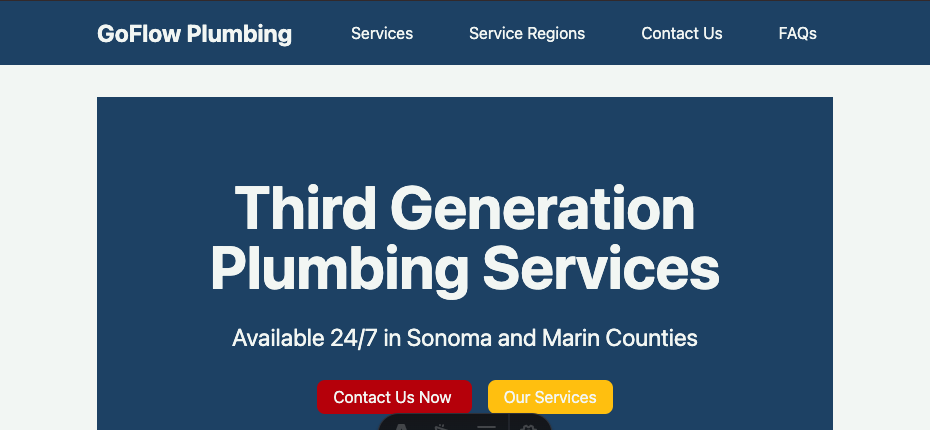 GoFlow Plumbing Services Service Regions Contact Us FAQs
Third Generation
Plumbing Services
Available 24/7 in Sonoma and Marin Counties
Contact Us Now Our Services